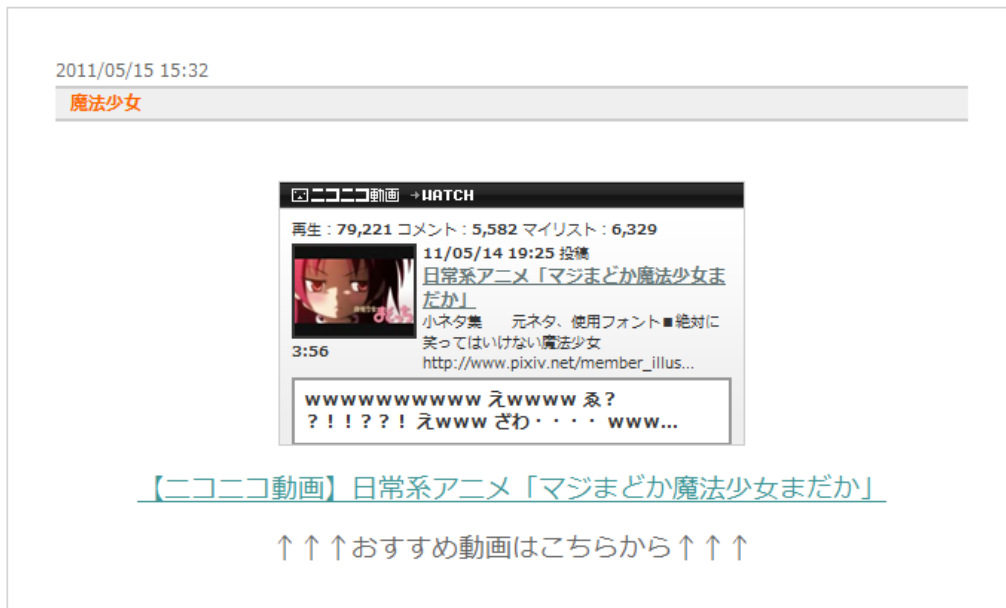 2011/05/15 15:32
魔法少女
ニコニコ動画 →WATCH
再生：79,221 コメント：5,582 マイリスト：6,329
11/05/14 19:25 投稿
日常系アニメ「マジまどか魔法少女ま
だか」
小ネタ集　　元ネタ、使用フォント■絶対に
笑ってはいけない魔法少女
http://www.pixiv.net/member_illus...
3:56
wwwwwwwwww えwwww ゑ？
？！！？？！ えwww ざわ・・・・ www...
【ニコニコ動画】日常系アニメ「マジまどか魔法少女まだか」
↑↑↑おすすめ動画はこちらから↑↑↑